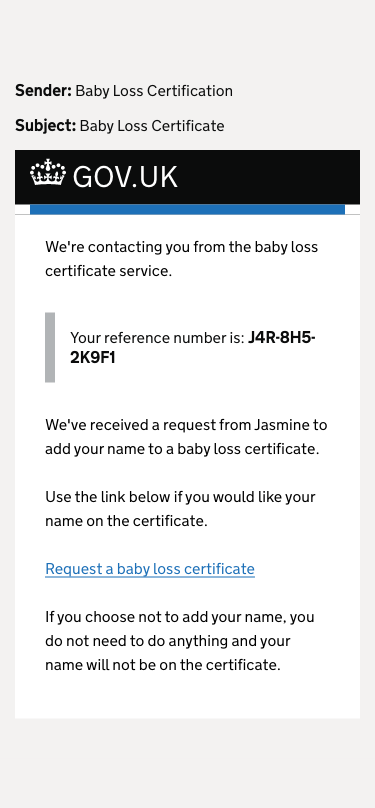 Sender: Baby Loss Certification
Subject: Baby Loss Certificate
GOV.UK
We're contacting you from the baby loss
certificate service.
Your reference number is: J4R-8H5-
2K9F1
We've received a request from Jasmine to
add your name to a baby loss certificate.
Use the link below if you would like your
name on the certificate.
Request a baby loss certificate
If you choose not to add your name, you
do not need to do anything and your
name will not be on the certificate.